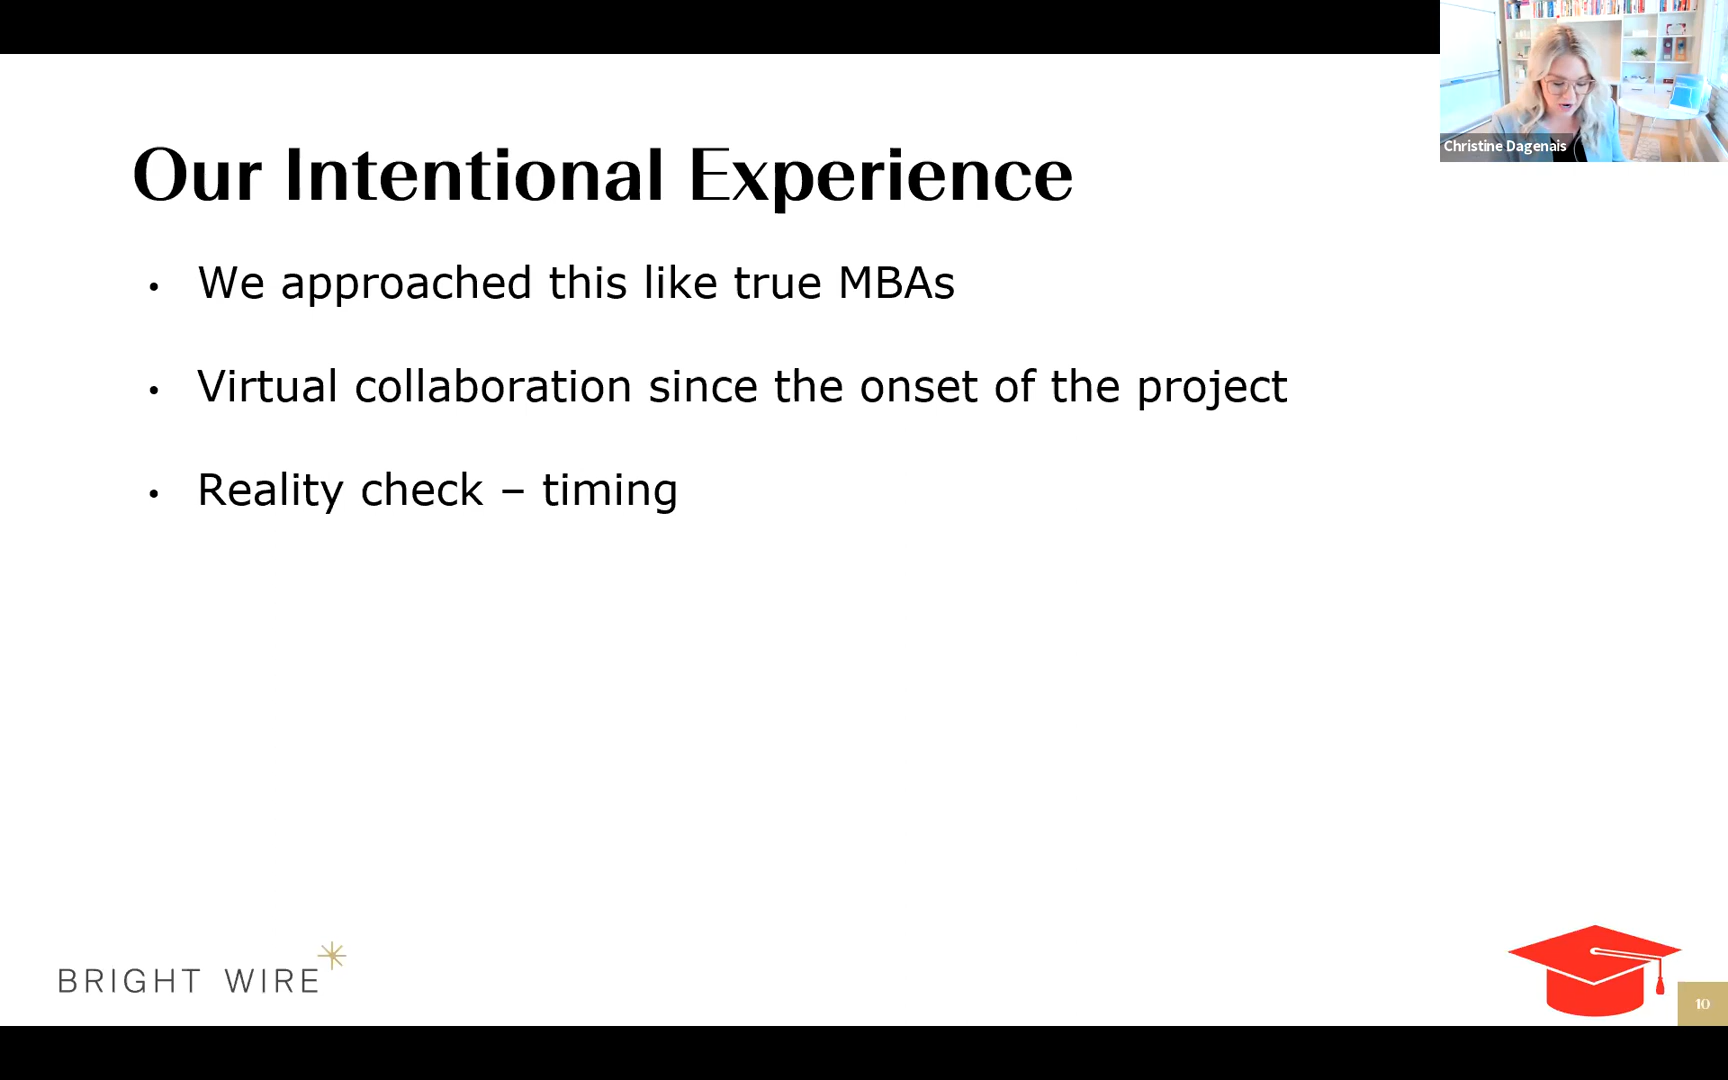 Christine Dagenais
Our Intentional Experience
• We approached this like true MBAs
• Virtual collaboration since the onset of the project
• Reality check – timing
BRIGHT WIRE
10